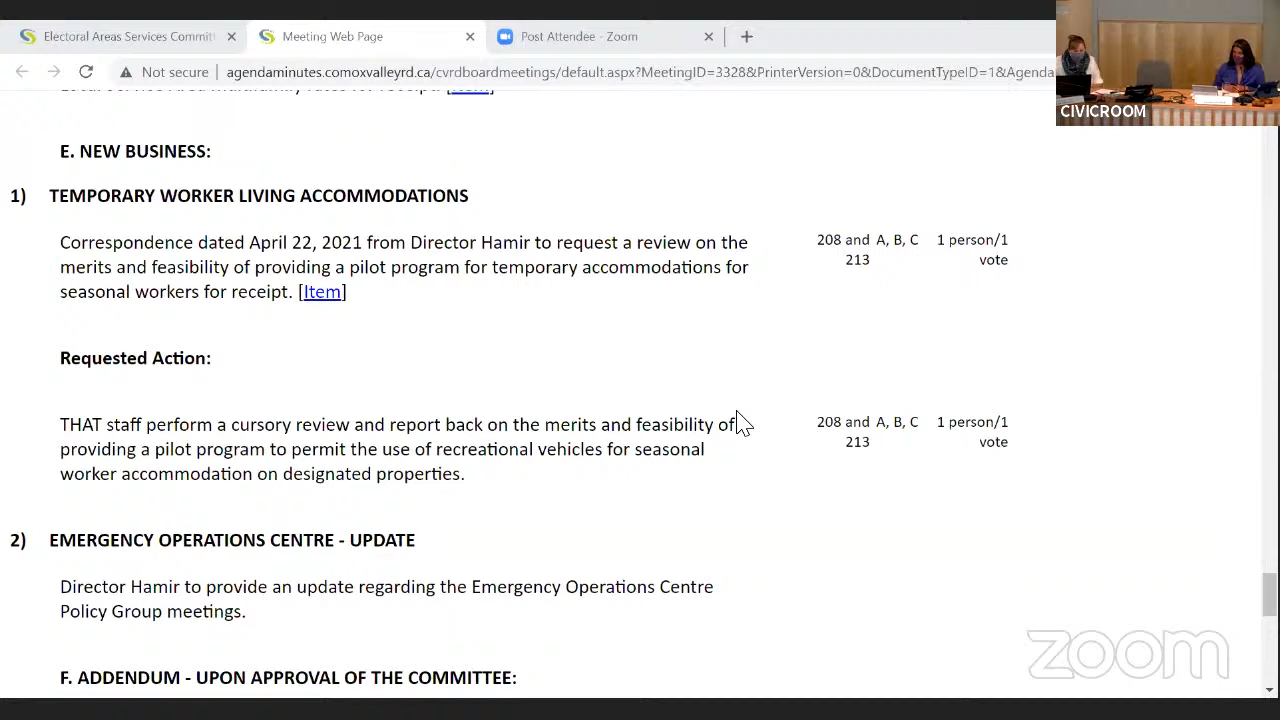 Electoral Areas Services Committ
Meeting Web Page
Post Attendee - Zoom
Not secure
agendaminutes.comoxvalleyrd.ca/cvrdboardmeetings/default.aspx?MeetingID=3328&PrinterVersion=0&DocumentTypeID=1&Agenda
CIVICROOM
[Item]
E. NEW BUSINESS:
1) TEMPORARY WORKER LIVING ACCOMMODATIONS
Correspondence dated April 22, 2021 from Director Hamir to request a review on the
merits and feasibility of providing a pilot program for temporary accommodations for
seasonal workers for receipt. [Item]
208 and A, B, C 1 person/1
213 vote
Requested Action:
THAT staff perform a cursory review and report back on the merits and feasibility of
providing a pilot program to permit the use of recreational vehicles for seasonal
worker accommodation on designated properties.
208 and A, B, C 1 person/1
213 vote
2) EMERGENCY OPERATIONS CENTRE - UPDATE
Director Hamir to provide an update regarding the Emergency Operations Centre
Policy Group meetings.
zoom
F. ADDENDUM - UPON APPROVAL OF THE COMMITTEE: